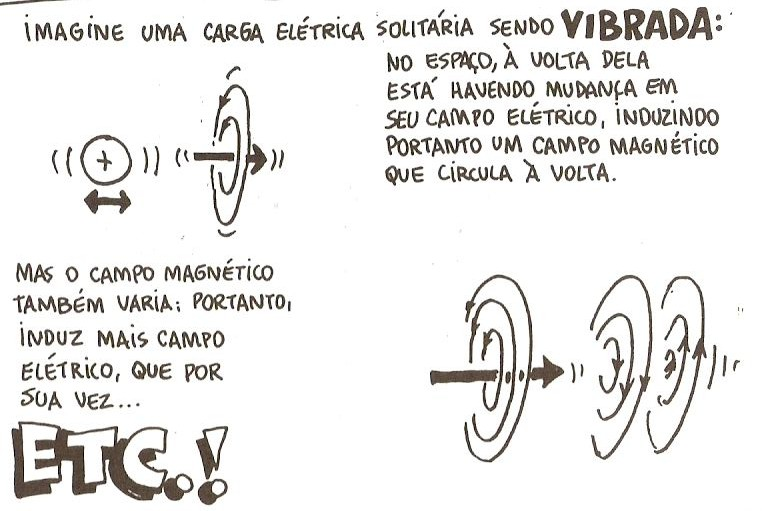 IMAGINE UMA CARGA ELÉTRICA SOLITÁRIA SENDO VIBRADA:
NO ESPAÇO, À VOLTA DELA
ESTÁ HAVENDO MUDANÇA EM
SEU CAMPO ELÉTRICO, INDUZINDO
PORTANTO UM CAMPO MAGNÉTICO
QUE CIRCULA À VOLTA.
+
MAS O CAMPO MAGNÉTICO
TAMBÉM VARIA; PORTANTO,
INDUZ MAIS CAMPO
ELÉTRICO, QUE POR
SUA VEZ...
ETC.!